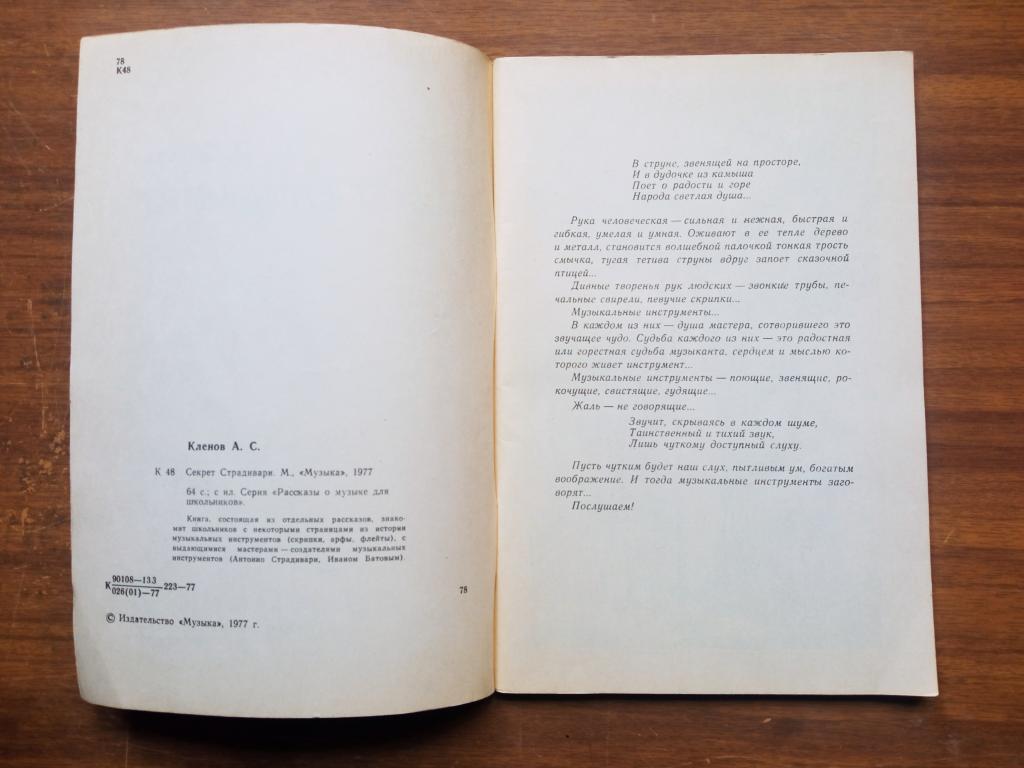 78
К48
Кленов А. С.
К 48 Секрет Страдивари. М., «Музыка», 1977
64 с.; с ил. Серия «Рассказы о музыке для
школьников».
Книга, состоящая из отдельных рассказов, знако-
мит школьников с некоторыми страницами из истории
музыкальных инструментов (скрипки, арфы, флейты), с
выдающимися мастерами — создателями музыкальных
инструментов (Антонио Страдивари, Иваном Батовым).
К 90108—133 223—77
026(01)—77
78
© Издательство «Музыка», 1977 г.
В струне, звенящей на просторе,
И в дудочке из камыша
Поет о радости и горе
Народа светлая душа...
Рука человеческая — сильная и нежная, быстрая и
гибкая, умелая и умная. Оживают в ее тепле дерево
и металл, становится волшебной палочкой тонкая трость
смычка, тугая тетива струны вдруг запоет сказочной
птицей...
Дивные творенья рук людских — звонкие трубы, пе-
чальные свирели, певучие скрипки...
Музыкальные инструменты...
В каждом из них — душа мастера, сотворившего это
звучащее чудо. Судьба каждого из них — это радостная
или горестная судьба музыканта, сердцем и мыслью ко-
торого живет инструмент...
Музыкальные инструменты — поющие, звенящие, ро-
кочущие, свистящие, гудящие...
Жаль — не говорящие...
Звучит, скрываясь в каждом шуме,
Таинственный и тихий звук,
Лишь чуткому доступный слуху.
Пусть чутким будет наш слух, пытливым ум, богатым
воображение. И тогда музыкальные инструменты заго-
ворят...
Послушаем!